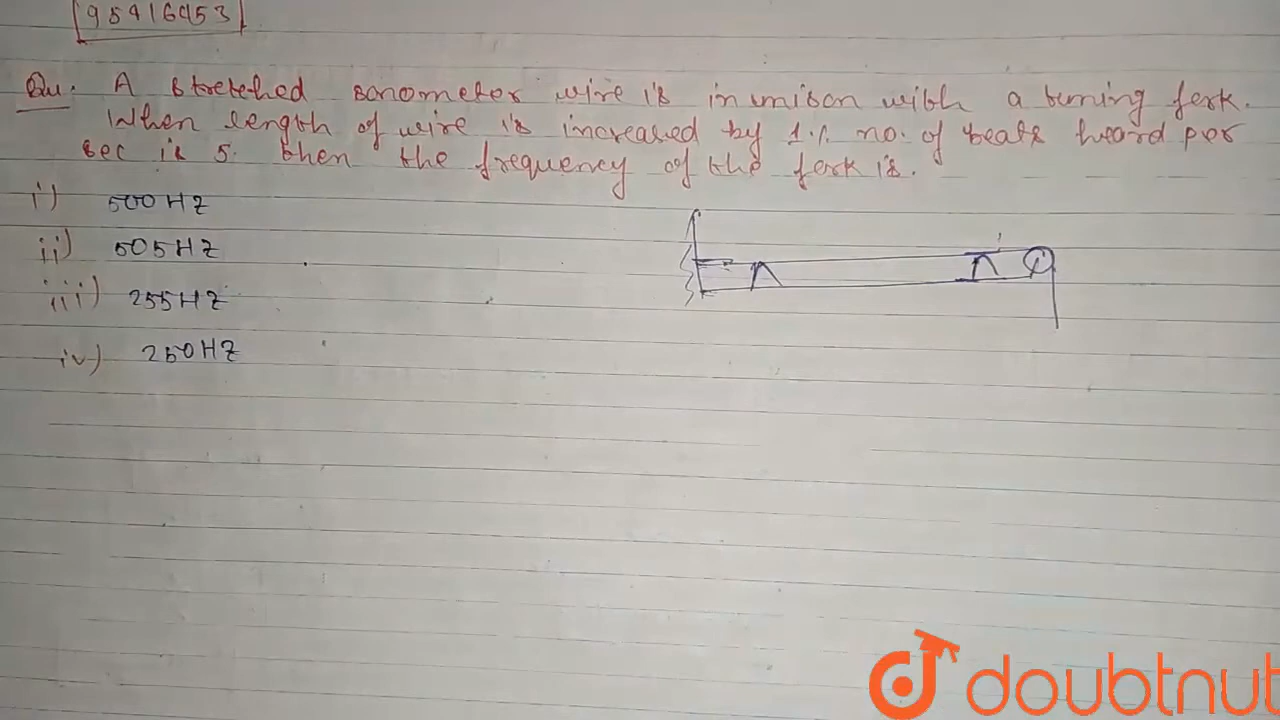 95916953
Qu. A stretched sonometer wire is in unison with a tuning fork.
When length of wire is increased by 1% no. of beats heard per
sec is 5. then the frequency of the fork is.
i) 500 HZ
ii) 505 HZ
iii) 255 HZ
iv) 250 HZ
doubtnut